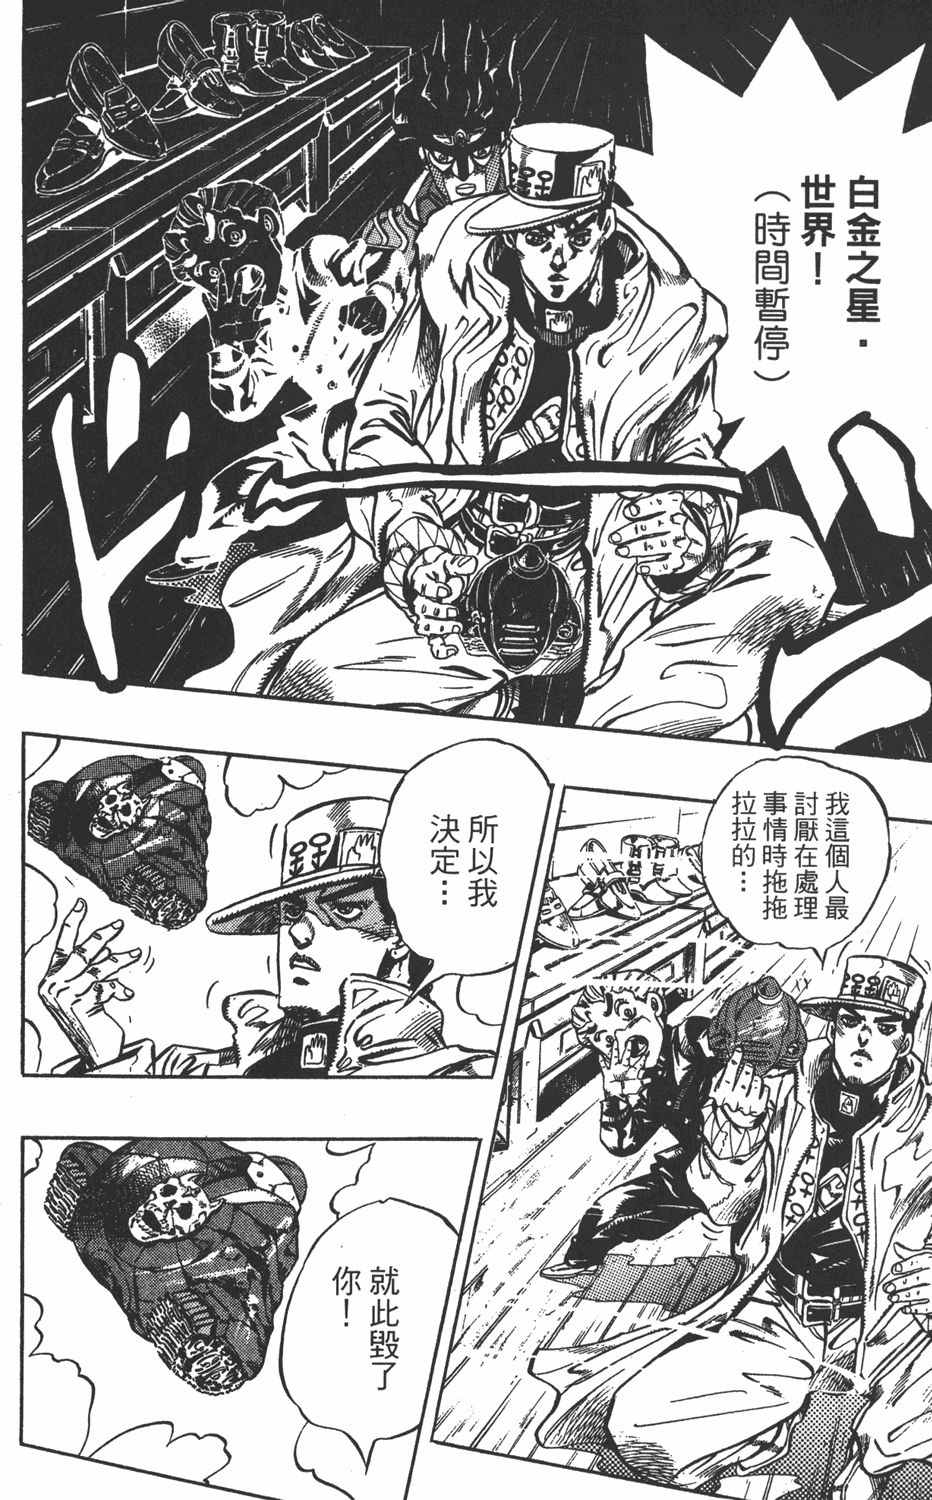 白金之星‧
世界！
（時間暫停）
ド
我這個人最
討厭在處理
事情時拖拖
拉拉的…
所以我
決定…
就此毀了
你！